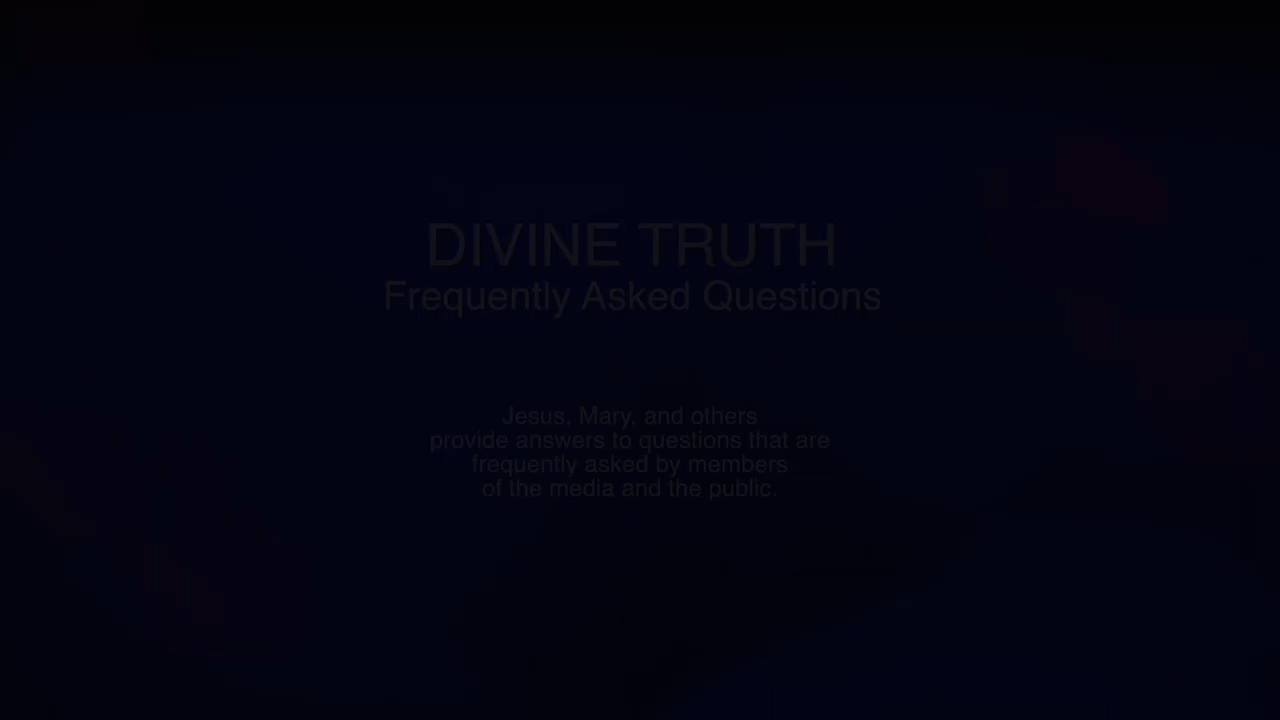 DIVINE TRUTH
Frequently Asked Questions
Jesus, Mary, and others
provide answers to questions that are
frequently asked by members
of the media and the public.